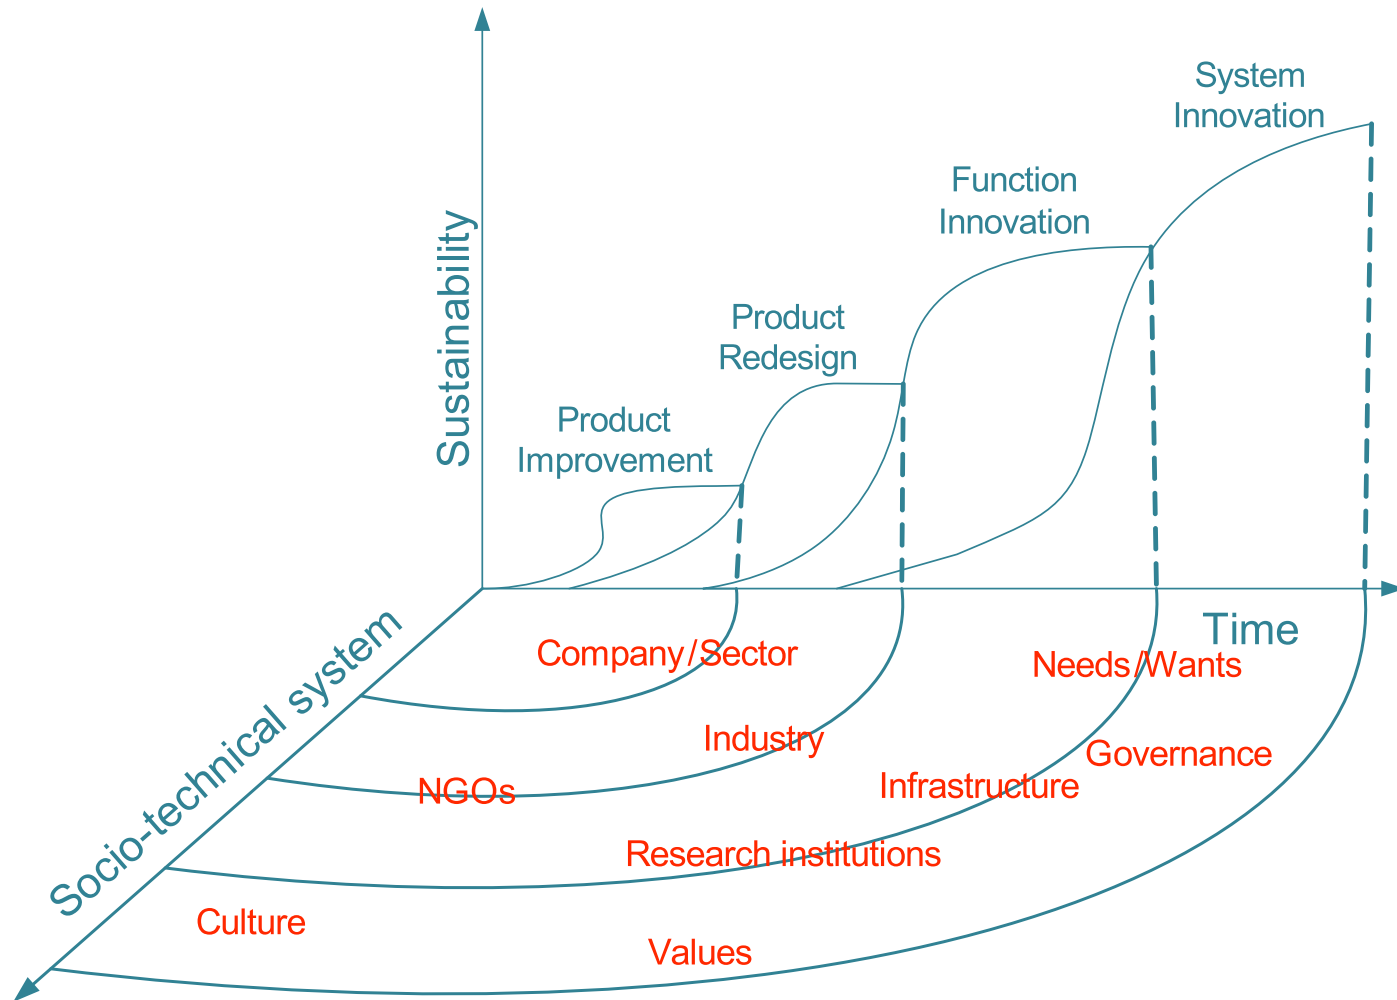 System
Innovation
Function
Innovation
Product
Redesign
Product
Improvement
Sustainability
Time
Socio-technical system
Company/Sector
Needs/Wants
Industry
Governance
NGOs
Infrastructure
Research institutions
Culture
Values